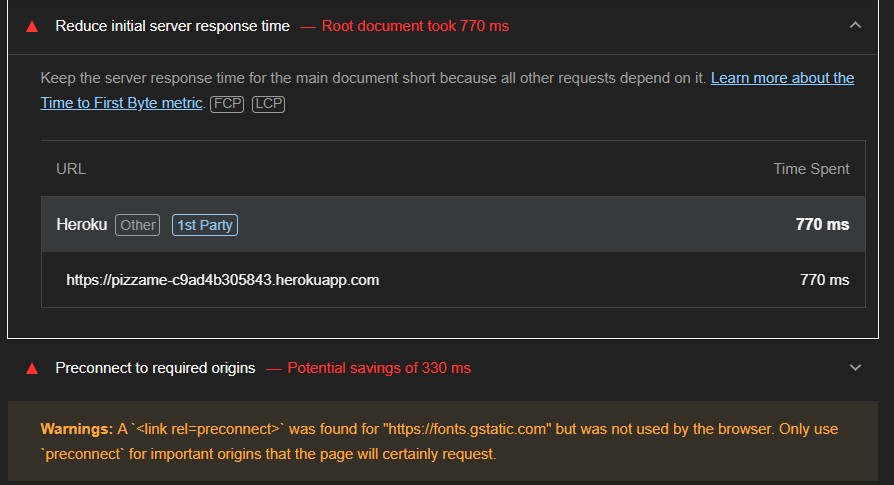 Reduce initial server response time — Root document took 770 ms
Keep the server response time for the main document short because all other requests depend on it. Learn more about the
Time to First Byte metric. FCP LCP
URL Time Spent
Heroku Other 1st Party 770 ms
https://pizzame-c9ad4b305843.herokuapp.com 770 ms
Preconnect to required origins — Potential savings of 330 ms
Warnings: A `<link rel=preconnect>` was found for "https://fonts.gstatic.com" but was not used by the browser. Only use
`preconnect` for important origins that the page will certainly request.